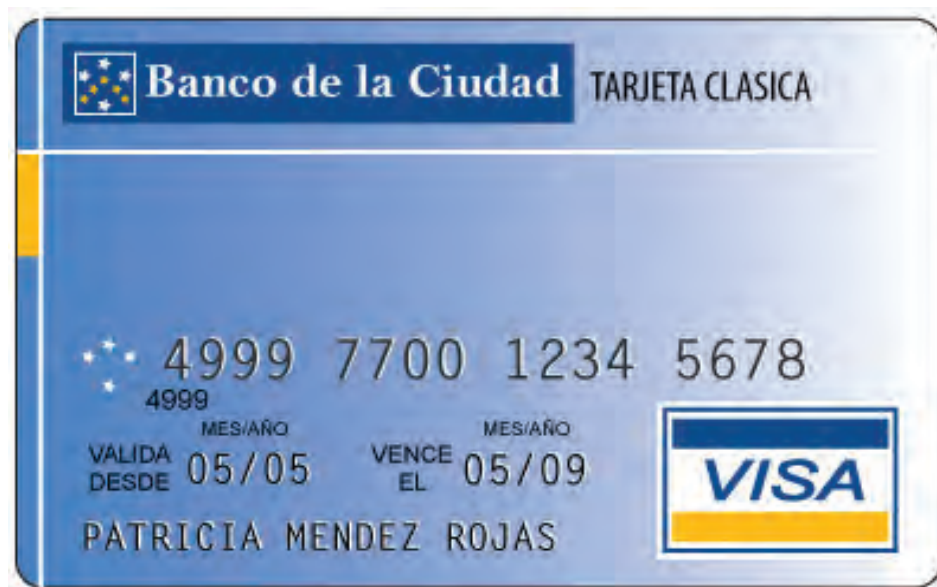 Banco de la Ciudad TARJETA CLASICA
4999 7700 1234 5678
4999
MES/AÑO MES/AÑO
VALIDA DESDE 05/05 VENCE EL 05/09
PATRICIA MENDEZ ROJAS
VISA